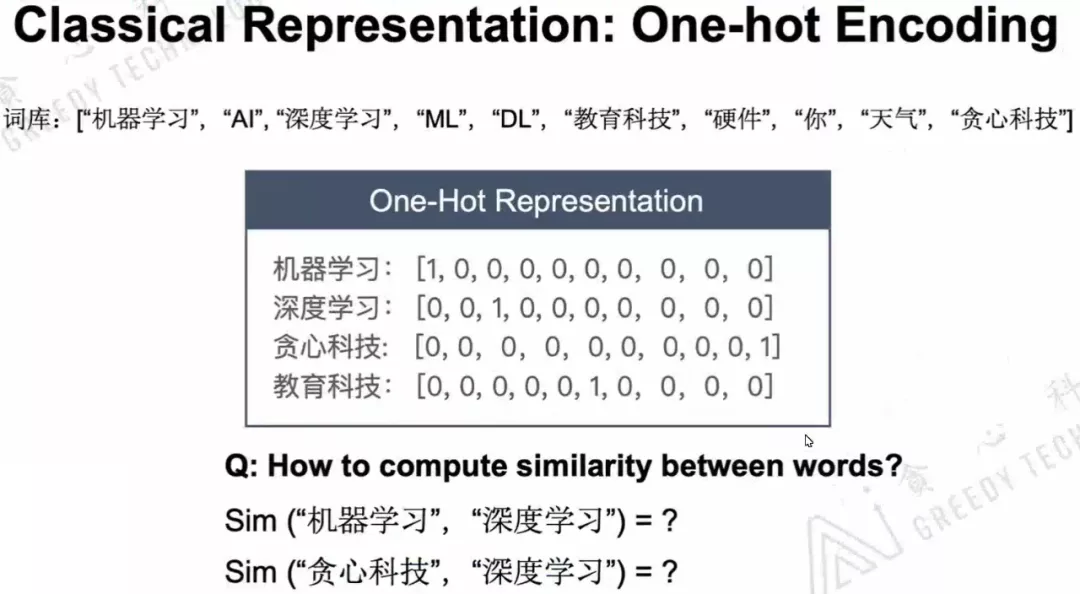 Classical Representation: One-hot Encoding
词库：[“机器学习”，“AI”, “深度学习”，“ML”，“DL”，“教育科技”，“硬件”，“你”，“天气”，“贪心科技”]
One-Hot Representation
机器学习： [1, 0, 0, 0, 0, 0, 0, 0, 0, 0]
深度学习： [0, 0, 1, 0, 0, 0, 0, 0, 0, 0]
贪心科技: [0, 0, 0, 0, 0, 0, 0, 0, 0, 1]
教育科技： [0, 0, 0, 0, 0, 1, 0, 0, 0, 0]
Q: How to compute similarity between words?
Sim (“机器学习”，“深度学习”) = ?
Sim (“贪心科技”，“深度学习”) = ?